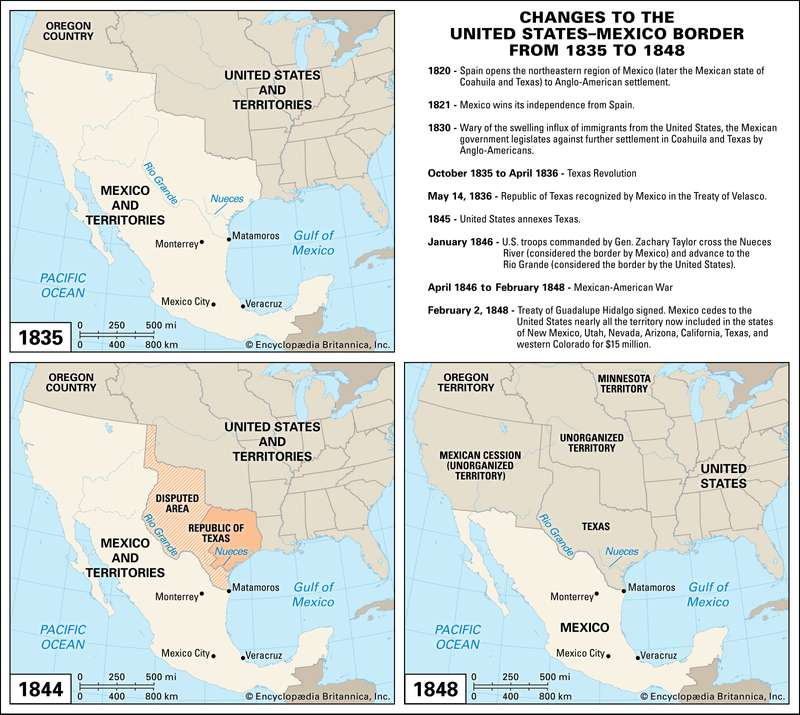 OREGON
COUNTRY
UNITED STATES
AND
TERRITORIES
Rio Grande
MEXICO
AND
TERRITORIES
Nueces
Monterrey
Matamoros
Gulf of
Mexico
PACIFIC
OCEAN
Mexico City
Veracruz
1835
0 250 500 mi
0 400 800 km
© Encyclopædia Britannica, Inc.
CHANGES TO THE
UNITED STATES–MEXICO BORDER
FROM 1835 TO 1848
1820 - Spain opens the northeastern region of Mexico (later the Mexican state of
Coahuila and Texas) to Anglo-American settlement.
1821 - Mexico wins its independence from Spain.
1830 - Wary of the swelling influx of immigrants from the United States, the Mexican
government legislates against further settlement in Coahuila and Texas by
Anglo-Americans.
October 1835 to April 1836 - Texas Revolution
May 14, 1836 - Republic of Texas recognized by Mexico in the Treaty of Velasco.
1845 - United States annexes Texas.
January 1846 - U.S. troops commanded by Gen. Zachary Taylor cross the Nueces
River (considered the border by Mexico) and advance to the
Rio Grande (considered the border by the United States).
April 1846 to February 1848 - Mexican-American War
February 2, 1848 - Treaty of Guadalupe Hidalgo signed. Mexico cedes to the
United States nearly all the territory now included in the states
of New Mexico, Utah, Nevada, Arizona, California, Texas, and
western Colorado for $15 million.
OREGON
COUNTRY
UNITED STATES
AND
TERRITORIES
DISPUTED
AREA
REPUBLIC OF
TEXAS
Rio Grande
MEXICO
AND
TERRITORIES
Nueces
Monterrey
Matamoros
Gulf of
Mexico
PACIFIC
OCEAN
Mexico City
Veracruz
1844
0 250 500 mi
0 400 800 km
© Encyclopædia Britannica, Inc.
OREGON
TERRITORY
MINNESOTA
TERRITORY
MEXICAN CESSION
(UNORGANIZED
TERRITORY)
UNORGANIZED
TERRITORY
UNITED
STATES
TEXAS
Rio Grande
Nueces
Monterrey
Matamoros
Gulf of
Mexico
MEXICO
PACIFIC
OCEAN
Mexico City
Veracruz
1848
0 250 500 mi
0 400 800 km
© Encyclopædia Britannica, Inc.